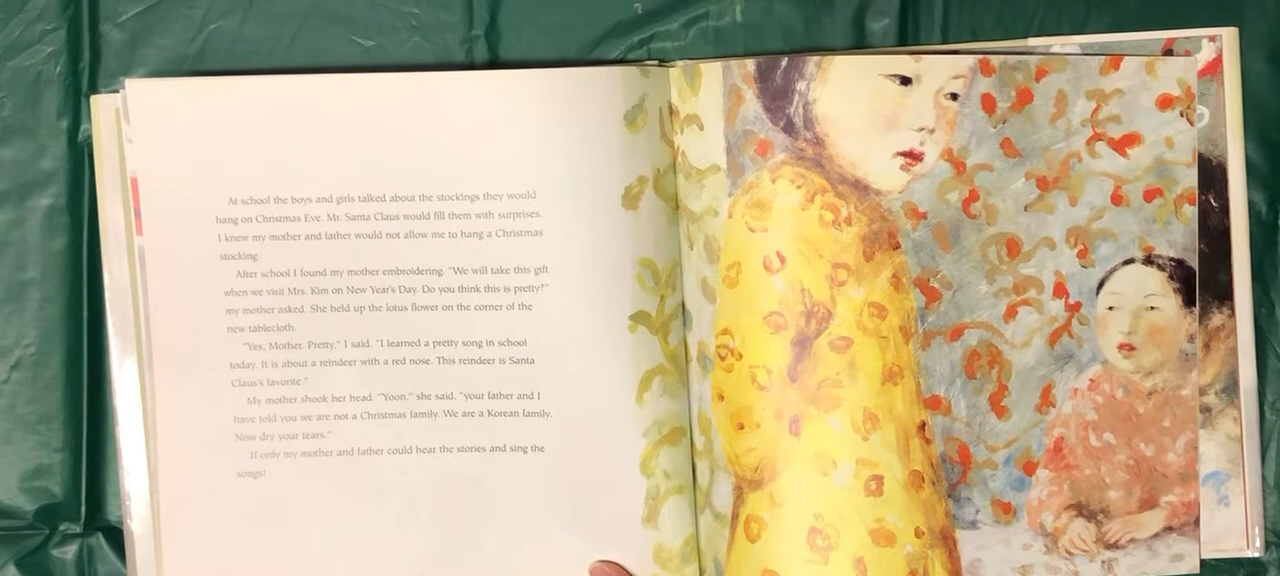 At school the boys and girls talked about the stockings they would
hang on Christmas Eve. Mr. Santa Claus would fill them with surprises.
I knew my mother and father would not allow me to hang a Christmas
stocking.
After school I found my mother embroidering. "We will take this gift
when we visit Mrs. Kim on New Year's Day. Do you think this is pretty?"
my mother asked. She held up the lotus flower on the corner of the
new tablecloth.
"Yes, Mother. Pretty," I said. "I learned a pretty song in school
today. It is about a reindeer with a red nose. This reindeer is Santa
Claus's favorite."
My mother shook her head. "Yoon," she said, "your father and I
have told you we are not a Christmas family. We are a Korean family.
Now dry your tears."
If only my mother and father could hear the stories and sing the
songs!